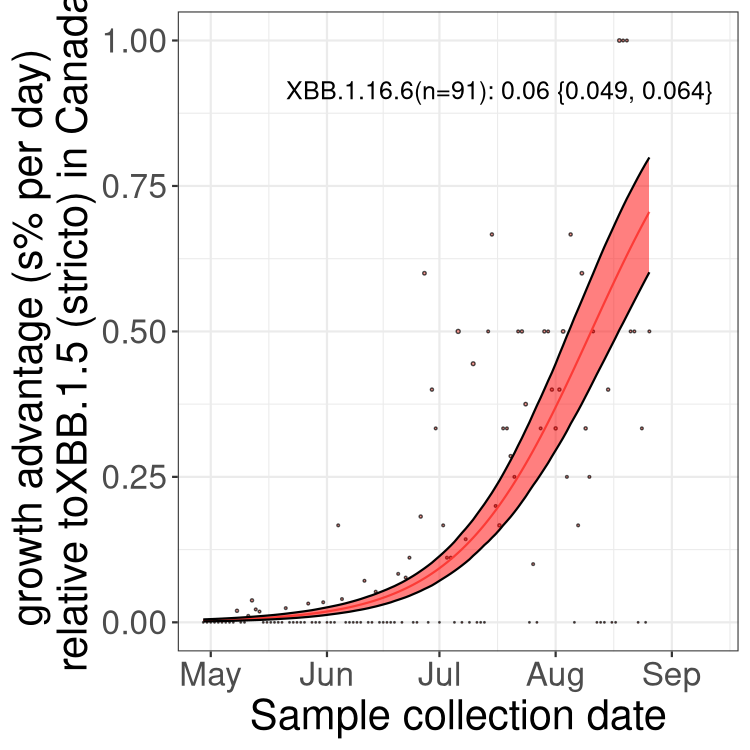 growth advantage (s% per day)
relative toXBB.1.5 (stricto) in Canada
1.00
0.75
0.50
0.25
0.00
XBB.1.16.6(n=91): 0.06 {0.049, 0.064}
May Jun Jul Aug Sep
Sample collection date